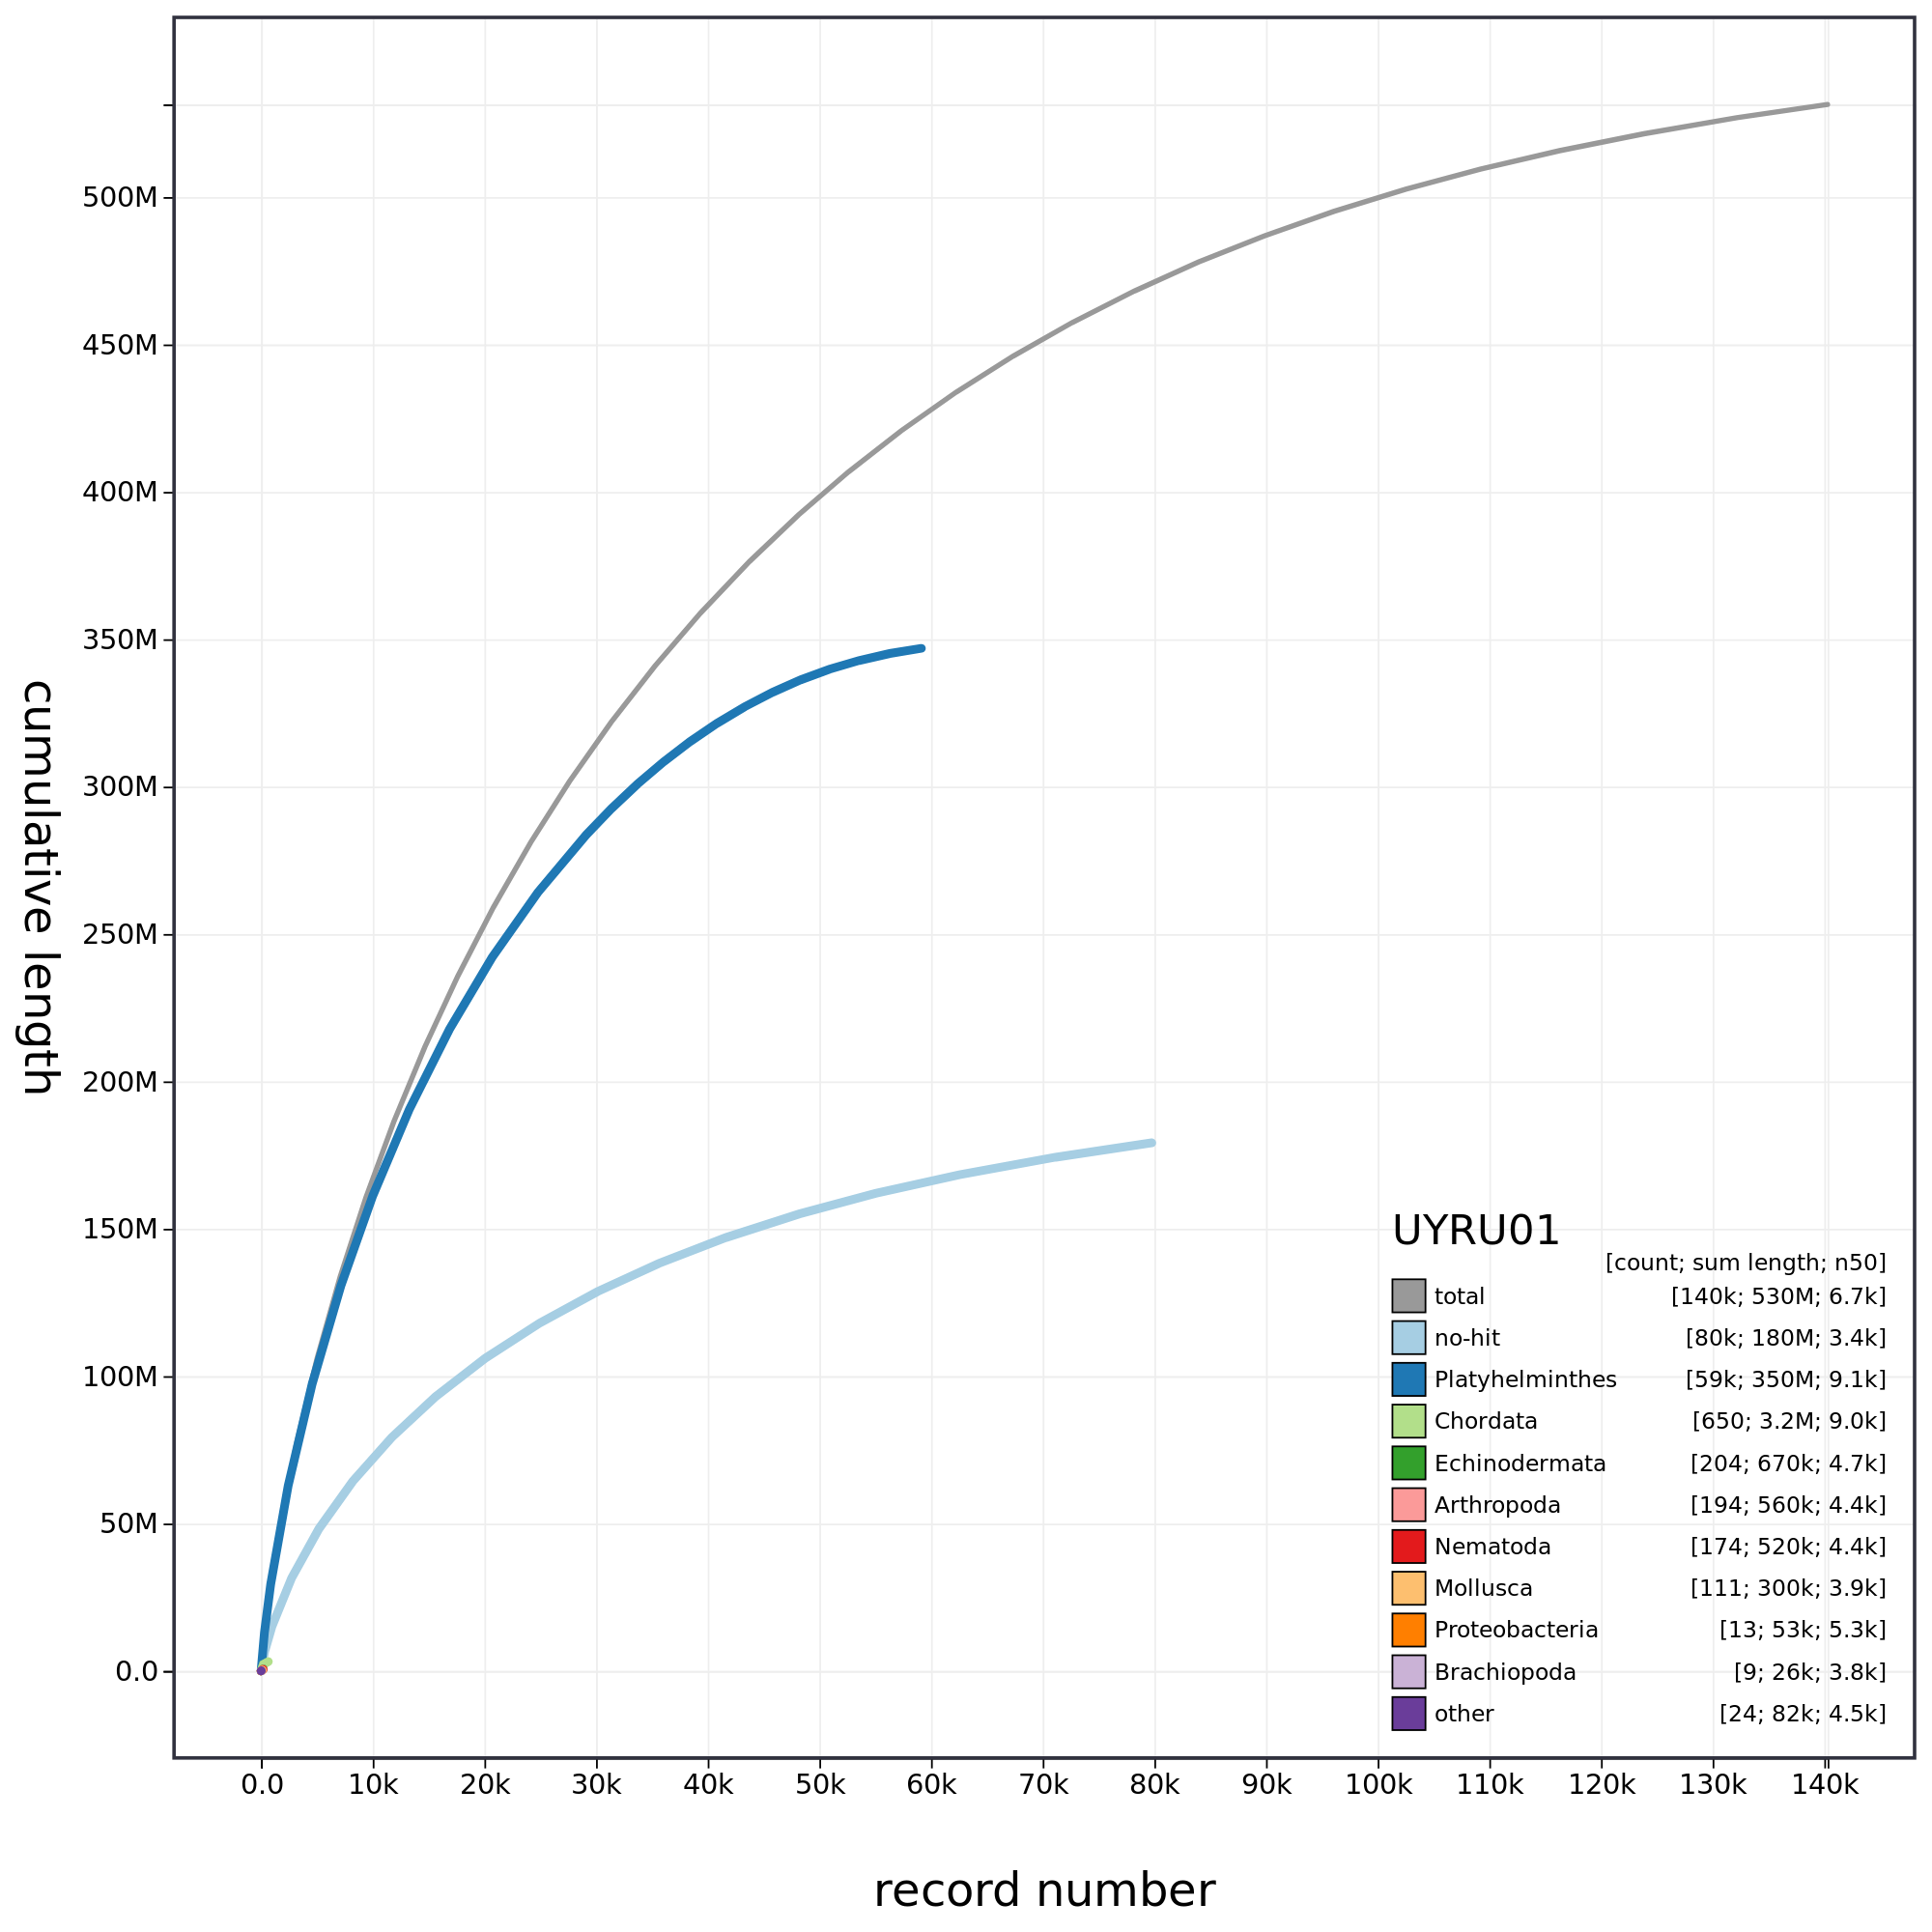 500M
450M
400M
350M
300M
250M
200M
150M
100M
50M
0.0
cumulative length
UYRU01
[count; sum length; n50]
total [140k; 530M; 6.7k]
no-hit [80k; 180M; 3.4k]
Platyhelminthes [59k; 350M; 9.1k]
Chordata [650; 3.2M; 9.0k]
Echinodermata [204; 670k; 4.7k]
Arthropoda [194; 560k; 4.4k]
Nematoda [174; 520k; 4.4k]
Mollusca [111; 300k; 3.9k]
Proteobacteria [13; 53k; 5.3k]
Brachiopoda [9; 26k; 3.8k]
other [24; 82k; 4.5k]
0.0 10k 20k 30k 40k 50k 60k 70k 80k 90k 100k 110k 120k 130k 140k
record number